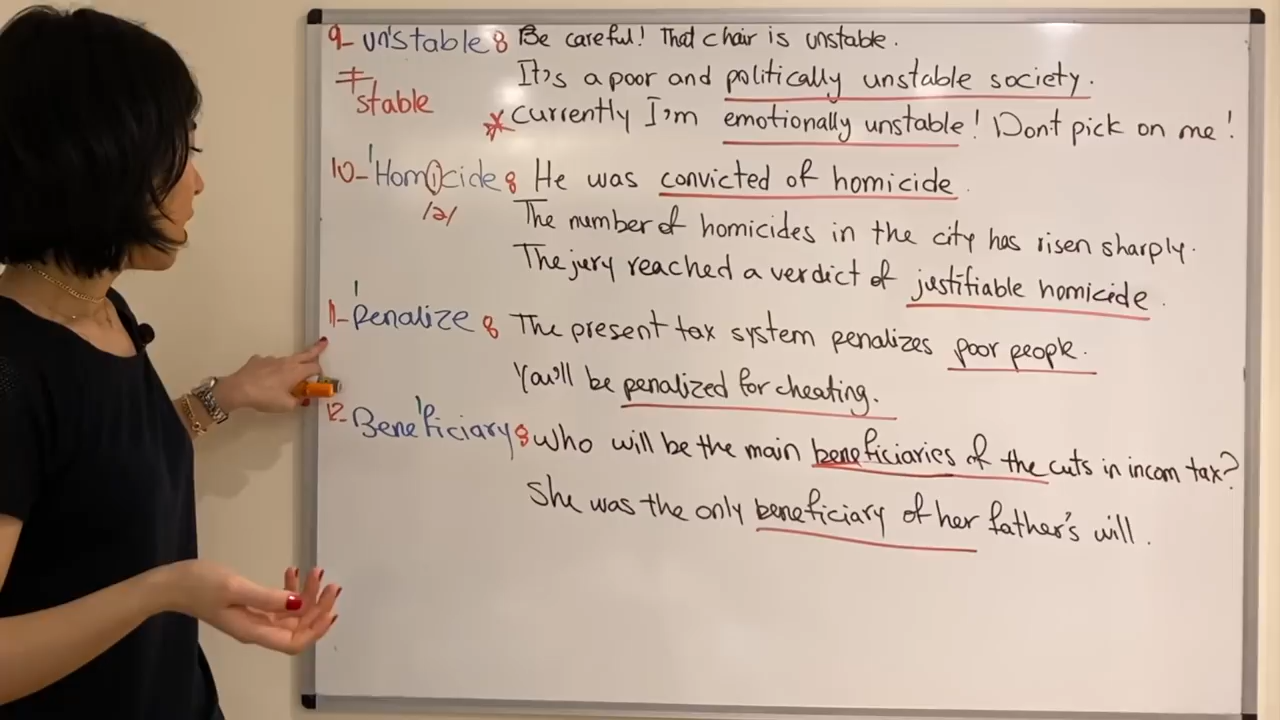 9- un'stable: Be careful! That chair is unstable.
≠ stable
It's a poor and politically unstable society.
* Currently I'm emotionally unstable! Dont pick on me!
10- 'Homicide: He was convicted of homicide.
/ə/
The number of homicides in the city has risen sharply.
The jury reached a verdict of justifiable homicide.
11- 'Penalize: The present tax system penalizes poor people.
You'll be penalized for cheating.
12- Bene'ficiary: Who will be the main beneficiaries of the cuts in incom tax?
She was the only beneficiary of her father's will.